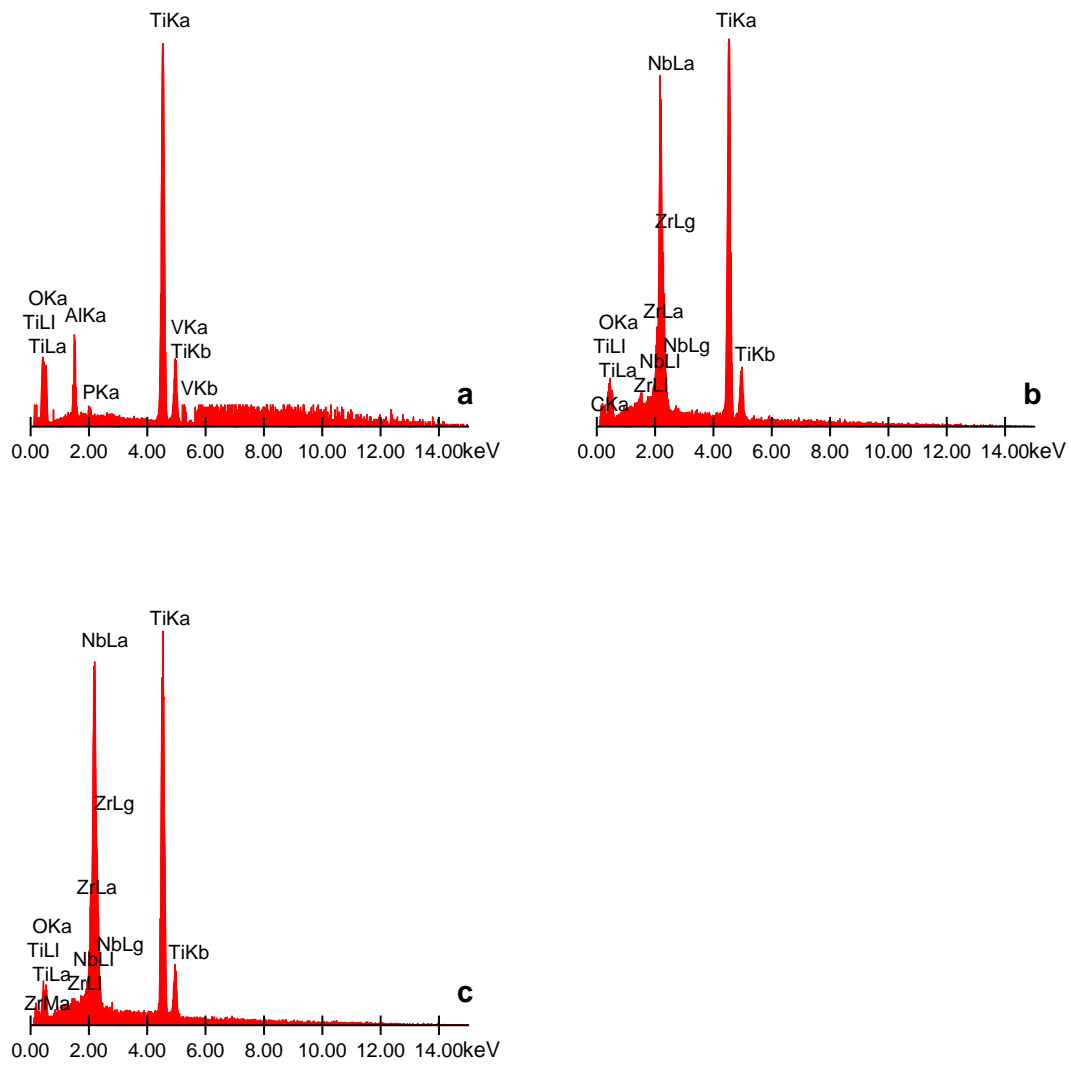 TiKa
OKa
AlKa
TiLl
VKa
TiLa
TiKb
PKa
VKb
a
0.00 2.00 4.00 6.00 8.00 10.00 12.00 14.00keV
TiKa
NbLa
ZrLg
ZrLa
OKa
TiLl
NbLg
TiKb
NbLl
TiLa
ZrLl
CKa
b
0.00 2.00 4.00 6.00 8.00 10.00 12.00 14.00keV
TiKa
NbLa
ZrLg
ZrLa
OKa
NbLg
TiLl
TiKb
NbLl
TiLa
ZrLl
ZrMa
c
0.00 2.00 4.00 6.00 8.00 10.00 12.00 14.00keV